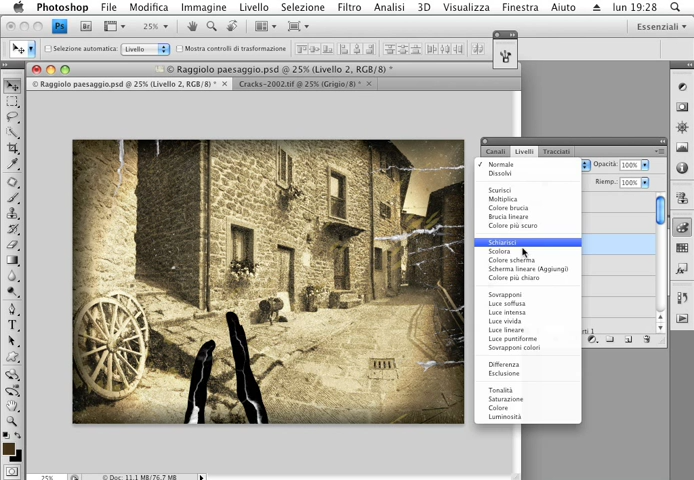 Photoshop File Modifica Immagine Livello Selezione Filtro Analisi 3D Visualizza Finestra Aiuto lun 19:28
Ps 25% Essenziali
Selezione automatica: Livello Mostra controlli di trasformazione
© Raggiolo paesaggio.psd @ 25% (Livello 2, RGB/8) *
© Raggiolo paesaggio.psd @ 25% (Livello 2, RGB/8) * Cracks-2002.tif @ 25% (Grigio/8) *
Canali Livelli Tracciati
Normale Opacità: 100%
Dissolvi
Riemp.: 100%
Scurisci
Moltiplica
Colore brucia
Brucia lineare
Colore più scuro
Schiarisci
Scolora
Colore scherma
Scherma lineare (Aggiungi)
Colore più chiaro
Sovrapponi
Luce soffusa
Luce intensa
Luce vivida
Luce lineare
Luce puntiforme
Sovrapponi colori
Differenza
Esclusione
Tonalità
Saturazione
Colore
Luminosità
25% Doc: 11,1 MB/76,7 MB